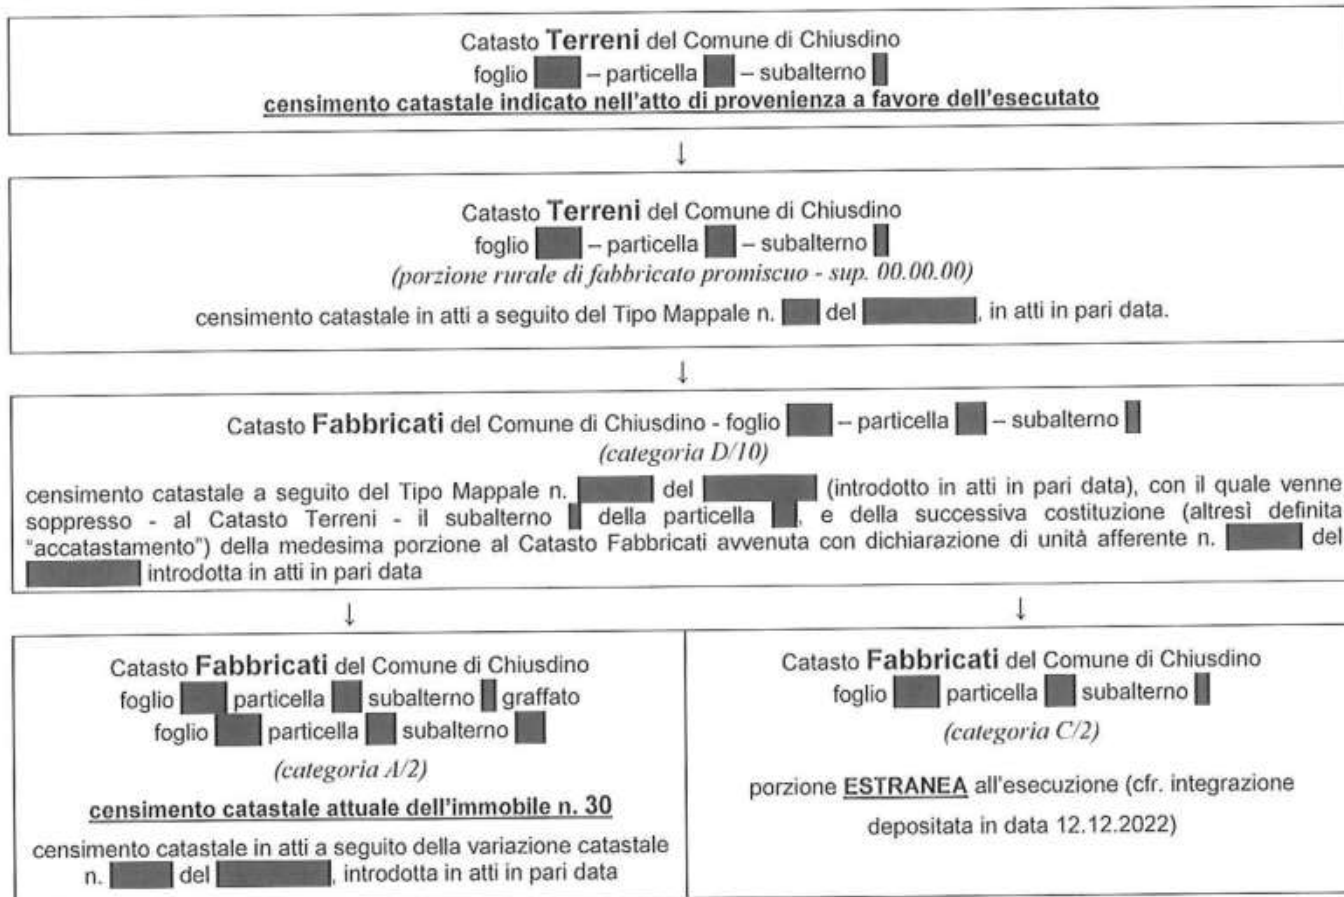 Catasto Terreni del Comune di Chiusdino
foglio – particella – subalterno
censimento catastale indicato nell'atto di provenienza a favore dell'esecutato
↓
Catasto Terreni del Comune di Chiusdino
foglio – particella – subalterno
(porzione rurale di fabbricato promiscuo - sup. 00.00.00)
censimento catastale in atti a seguito del Tipo Mappale n. del , in atti in pari data.
↓
Catasto Fabbricati del Comune di Chiusdino - foglio – particella – subalterno
(categoria D/10)
censimento catastale a seguito del Tipo Mappale n. del (introdotto in atti in pari data), con il quale venne
soppresso - al Catasto Terreni - il subalterno della particella , e della successiva costituzione (altresì definita
"accatastamento") della medesima porzione al Catasto Fabbricati avvenuta con dichiarazione di unità afferente n. del
introdotta in atti in pari data
↓
Catasto Fabbricati del Comune di Chiusdino
foglio particella subalterno graffato
foglio particella subalterno
(categoria A/2)
censimento catastale attuale dell'immobile n. 30
censimento catastale in atti a seguito della variazione catastale
n. del , introdotta in atti in pari data
↓
Catasto Fabbricati del Comune di Chiusdino
foglio particella subalterno
(categoria C/2)
porzione ESTRANEA all'esecuzione (cfr. integrazione
depositata in data 12.12.2022)